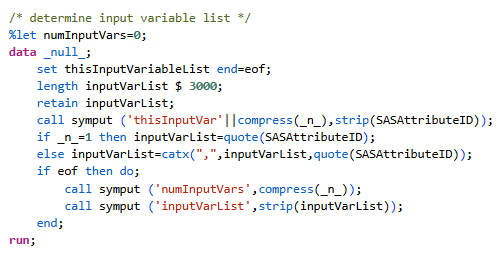 /* determine input variable list */
%let numInputVars=0;
data _null_;
    set thisInputVariableList end=eof;
    length inputVarList $ 3000;
    retain inputVarList;
    call symput ('thisInputVar'||compress(_n_),strip(SASAttributeID));
    if _n_=1 then inputVarList=quote(SASAttributeID);
    else inputVarList=catx(",",inputVarList,quote(SASAttributeID));
    if eof then do;
        call symput ('numInputVars',compress(_n_));
        call symput ('inputVarList',strip(inputVarList));
    end;
run;